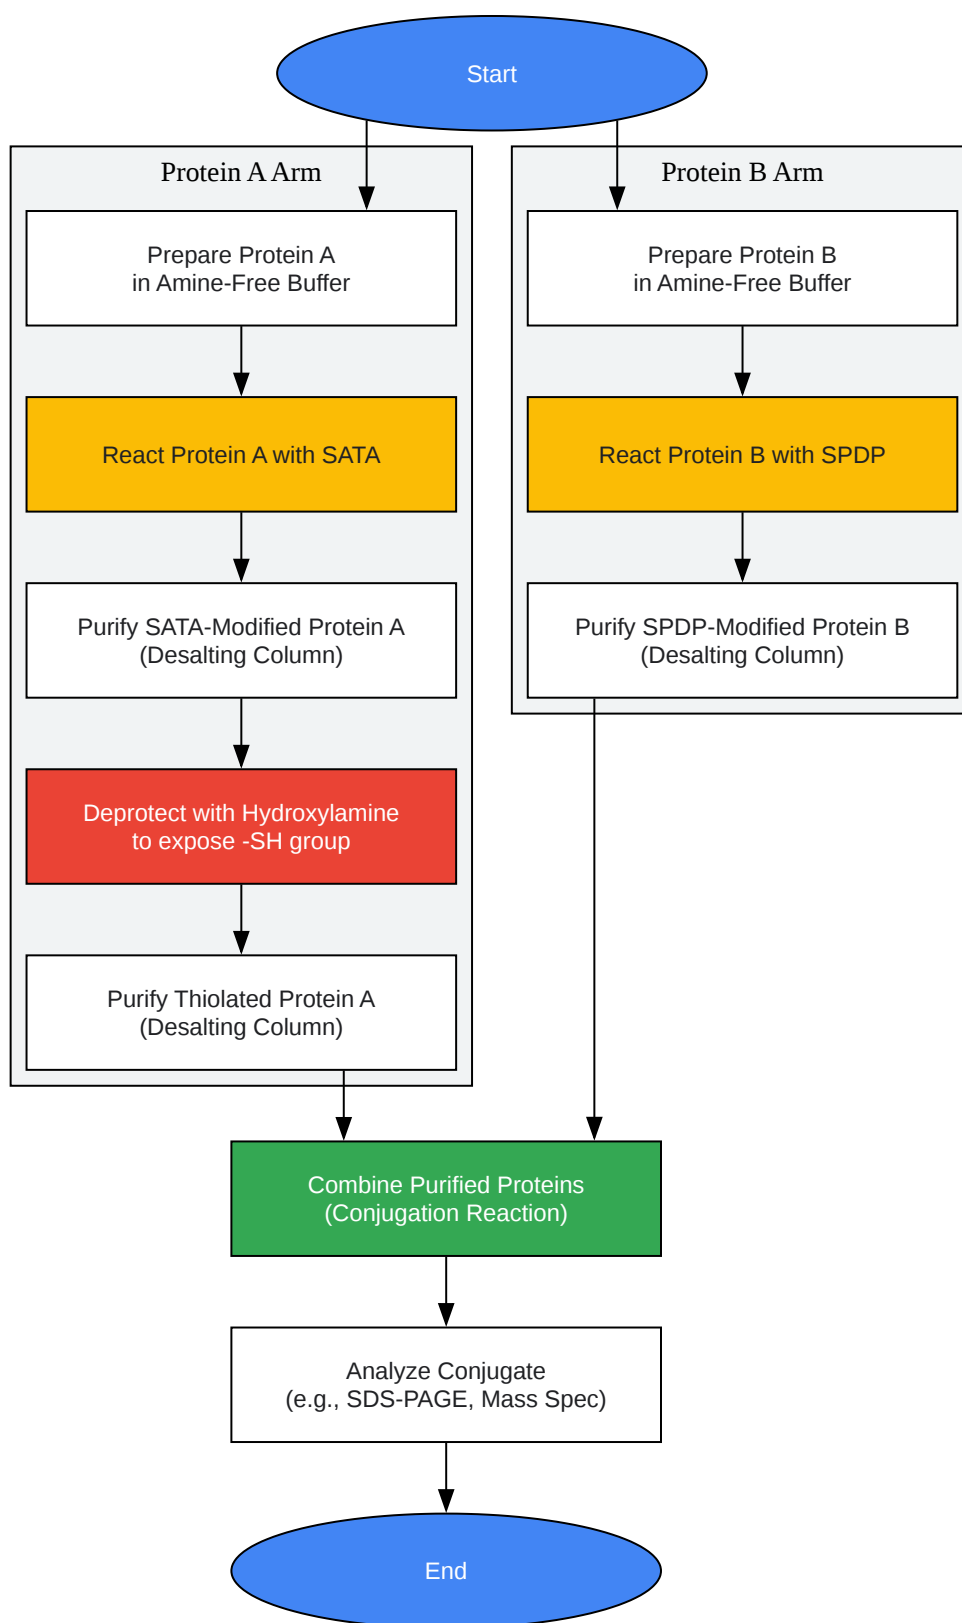 Start
Protein A Arm
Prepare Protein A
in Amine-Free Buffer
React Protein A with SATA
Purify SATA-Modified Protein A
(Desalting Column)
Deprotect with Hydroxylamine
to expose -SH group
Purify Thiolated Protein A
(Desalting Column)
Protein B Arm
Prepare Protein B
in Amine-Free Buffer
React Protein B with SPDP
Purify SPDP-Modified Protein B
(Desalting Column)
Combine Purified Proteins
(Conjugation Reaction)
Analyze Conjugate
(e.g., SDS-PAGE, Mass Spec)
End